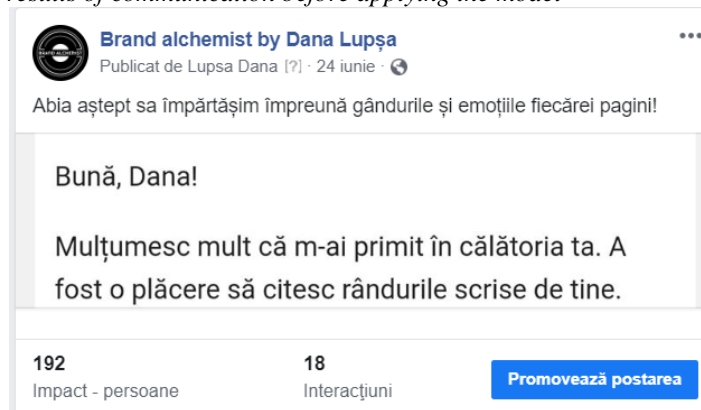 results of communication before applying the model
Brand alchemist by Dana Lupșa
Publicat de Lupsa Dana [?] · 24 iunie ·
Abia aștept sa împărtășim împreună gândurile și emoțiile fiecărei pagini!
Bună, Dana!
Mulțumesc mult că m-ai primit în călătoria ta. A
fost o plăcere să citesc rândurile scrise de tine.
192
Impact - persoane
18
Interacțiuni
Promovează postarea